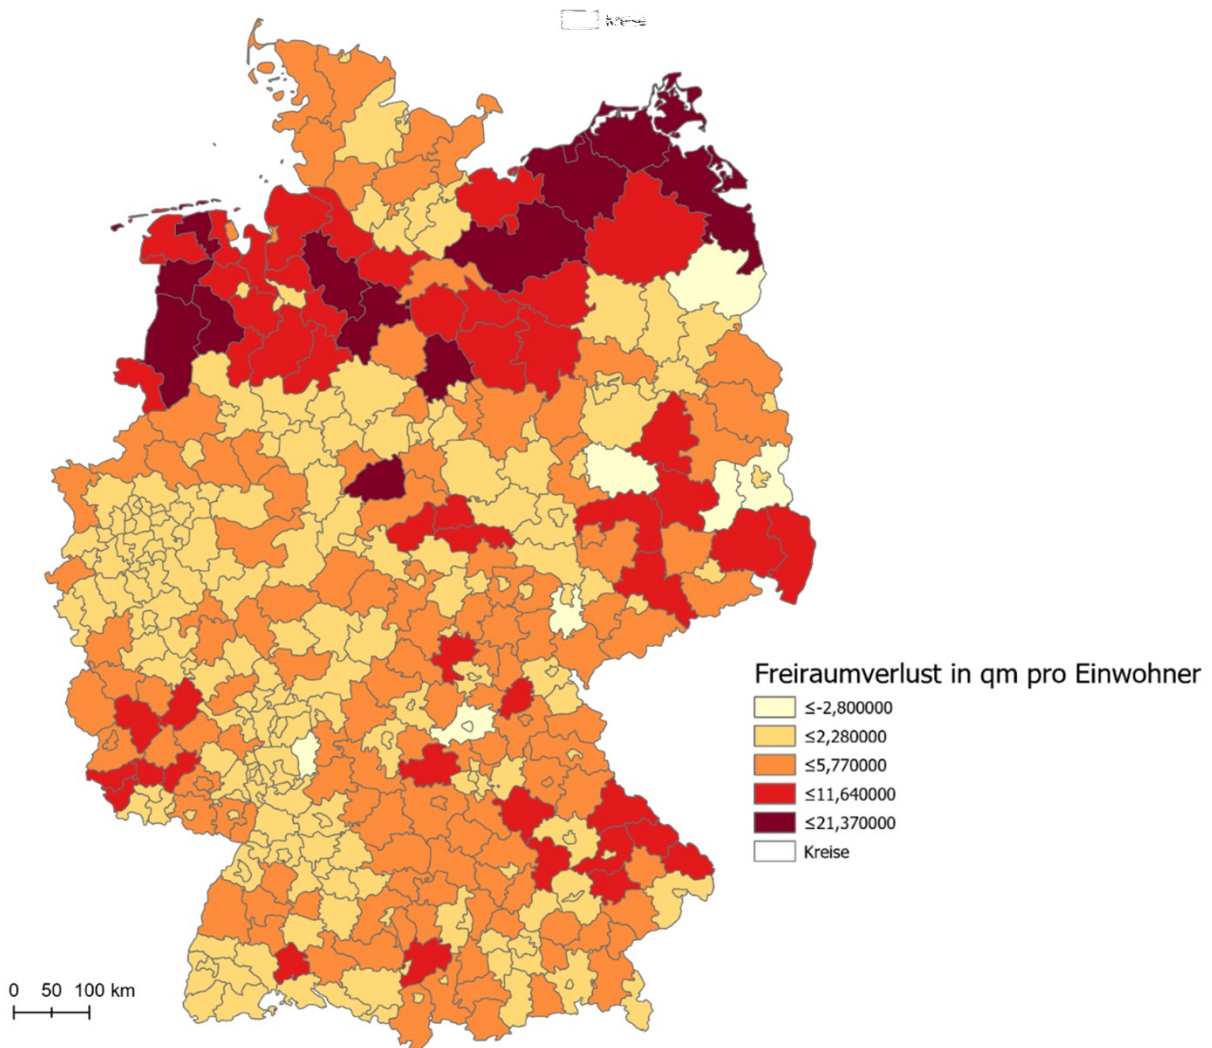 Kreise
Freiraumverlust in qm pro Einwohner
≤-2,800000
≤2,280000
≤5,770000
≤11,640000
≤21,370000
Kreise
0 50 100 km